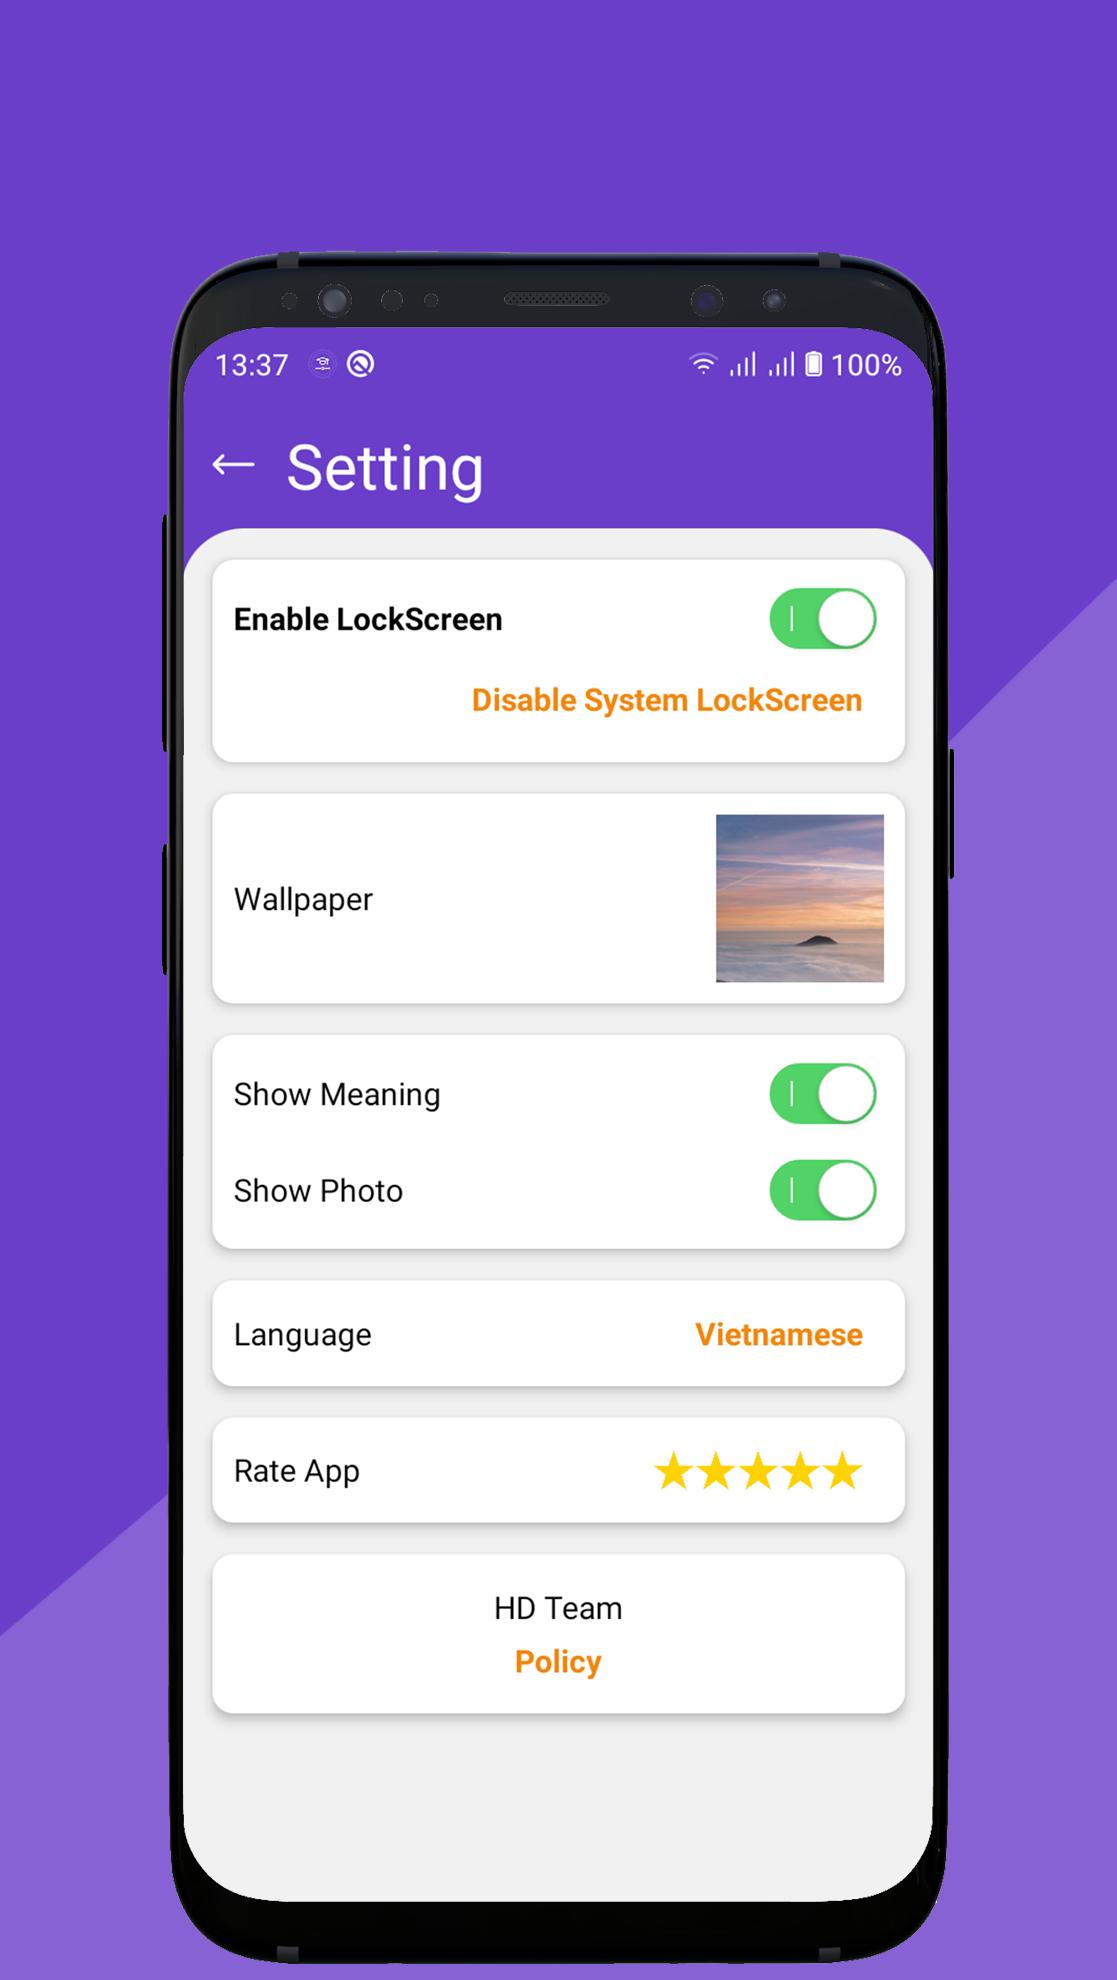 13:37 100%
Setting
Enable LockScreen
Disable System LockScreen
Wallpaper
Show Meaning
Show Photo
Language Vietnamese
Rate App
HD Team
Policy